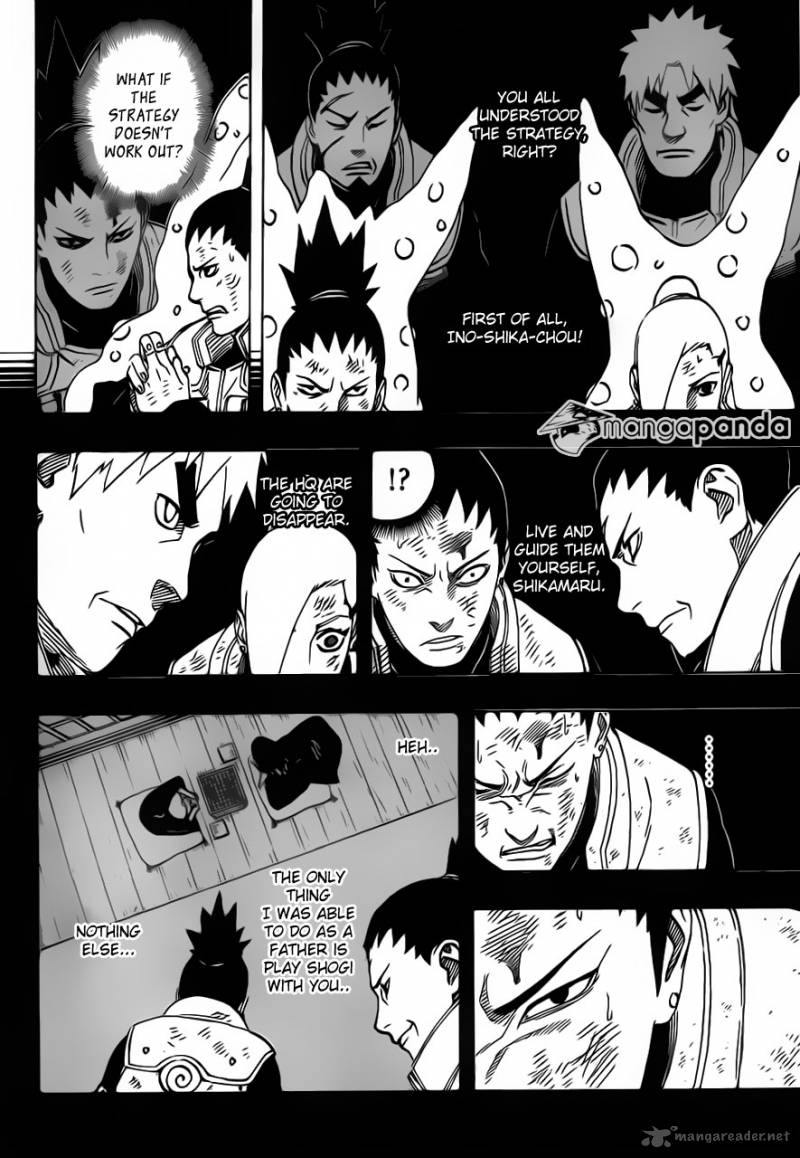 YOU ALL
UNDERSTOOD
THE STRATEGY,
RIGHT?
FIRST OF ALL,
INO-SHIKA-CHOU!
WHAT IF
THE
STRATEGY
DOESN'T
WORK OUT?
mangapanda
LIVE AND
GUIDE THEM
YOURSELF,
SHIKAMARU.
!?
THE HQ ARE
GOING TO
DISAPPEAR.
HEH..
THE ONLY
THING
I WAS ABLE
TO DO AS A
FATHER IS
PLAY SHOGI
WITH YOU..
NOTHING
ELSE...
mangareader.net